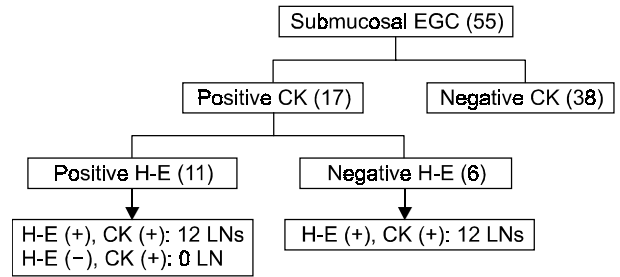 Submucosal EGC (55)
Positive CK (17)
Negative CK (38)
Positive H-E (11)
Negative H-E (6)
H-E (+), CK (+): 12 LNs
H-E (−), CK (+): 0 LN
H-E (+), CK (+): 12 LNs